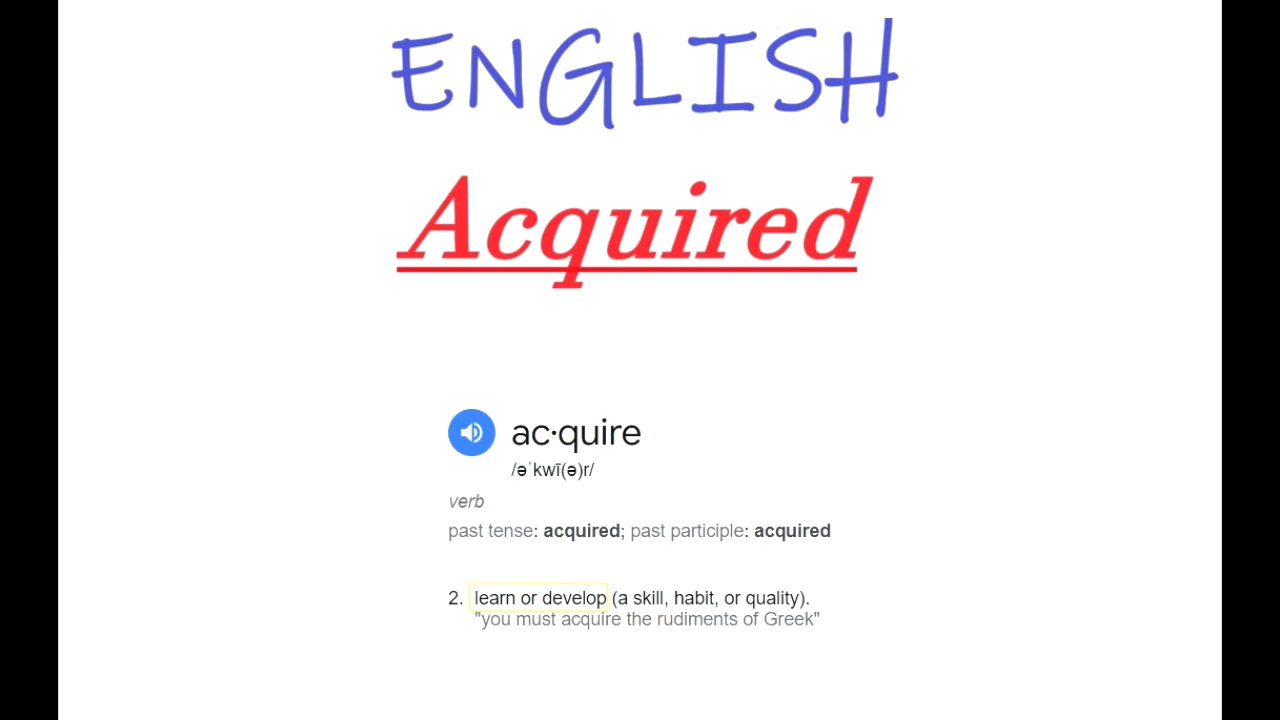 ENGLISH
Acquired
ac·quire
/əˈkwī(ə)r/
verb
past tense: acquired; past participle: acquired
2. learn or develop (a skill, habit, or quality).
"you must acquire the rudiments of Greek"